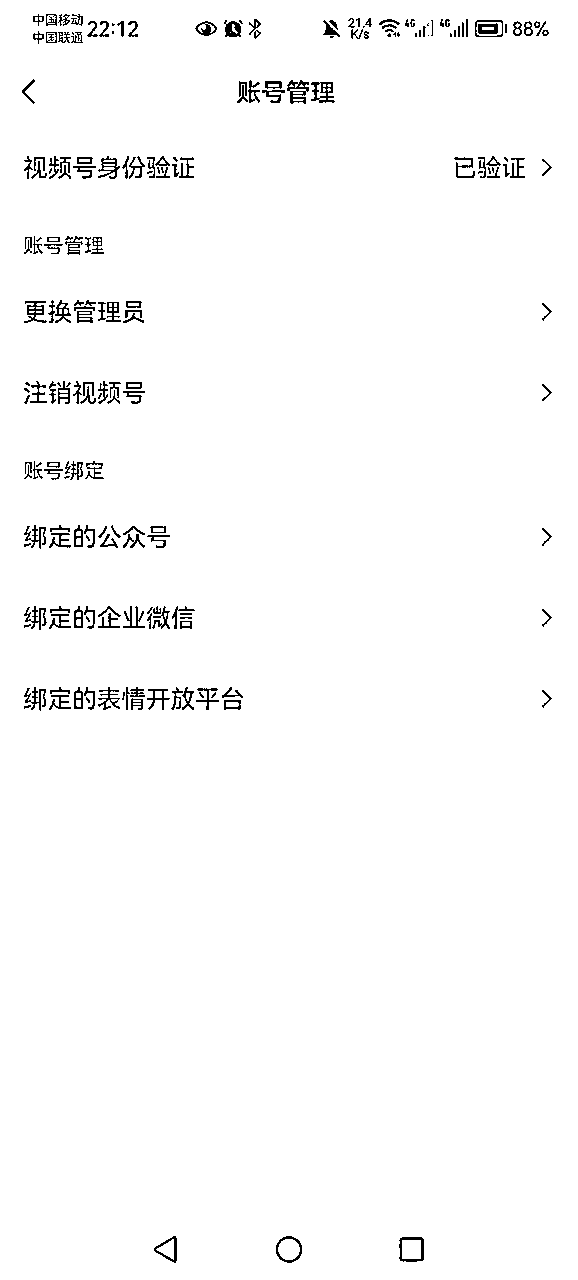 中国移动
中国联通
22:12
21.4
K/s
4G
4G
88%
账号管理
视频号身份验证 已验证
账号管理
更换管理员
注销视频号
账号绑定
绑定的公众号
绑定的企业微信
绑定的表情开放平台